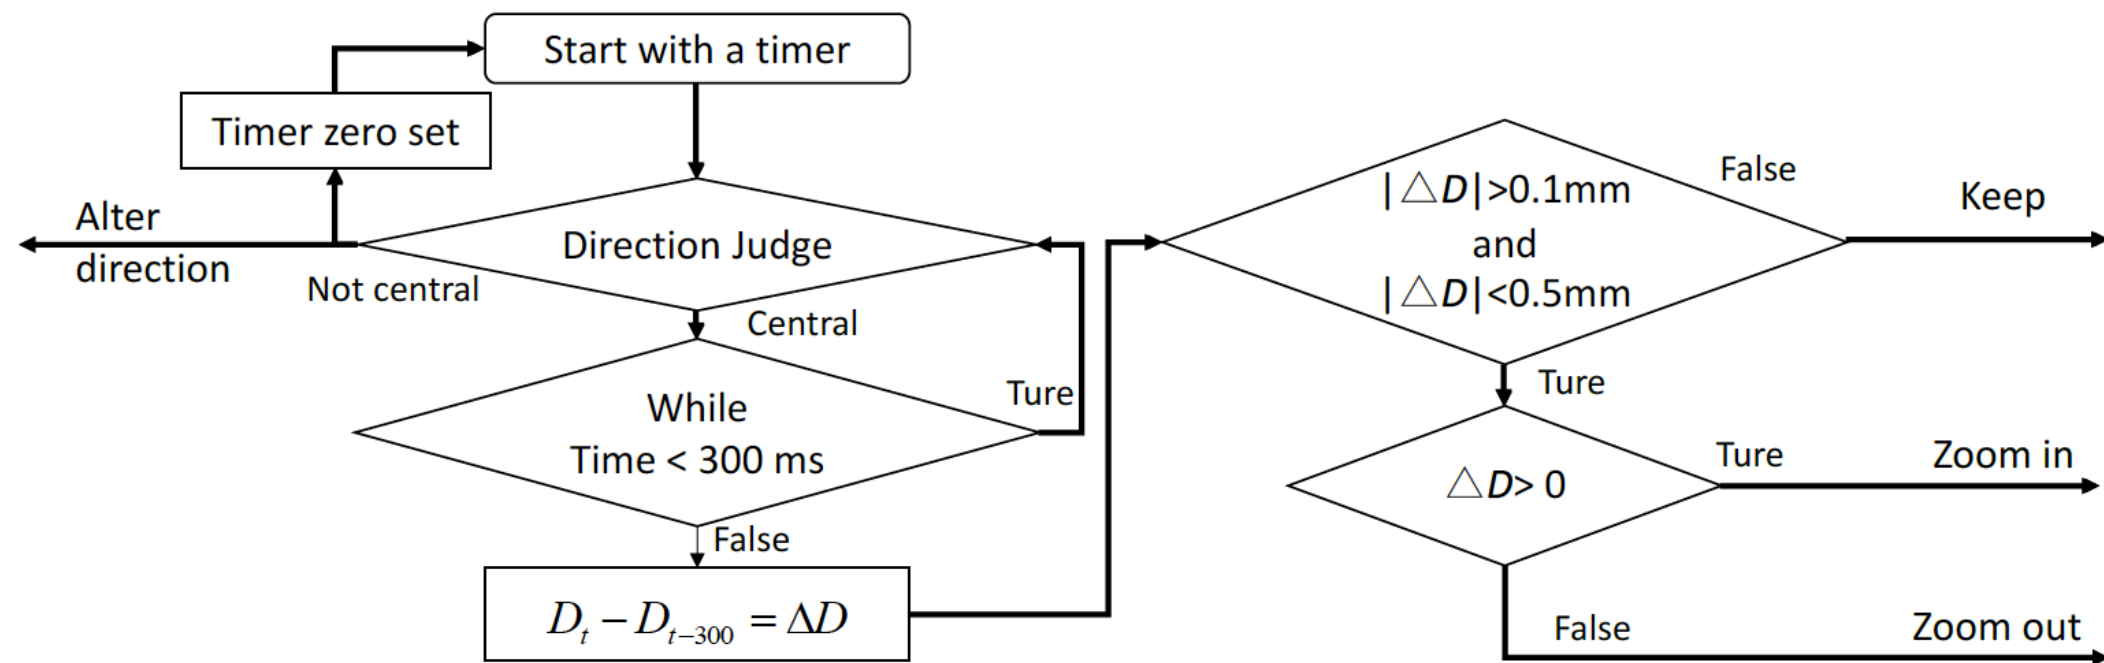 Start with a timer
Timer zero set
Alter
direction
Not central
Direction Judge
Central
While
Time < 300 ms
Ture
False
D_t − D_{t−300} = ΔD
|△D|>0.1mm
and
|△D|<0.5mm
False
Keep
Ture
△D> 0
Ture
Zoom in
False
Zoom out